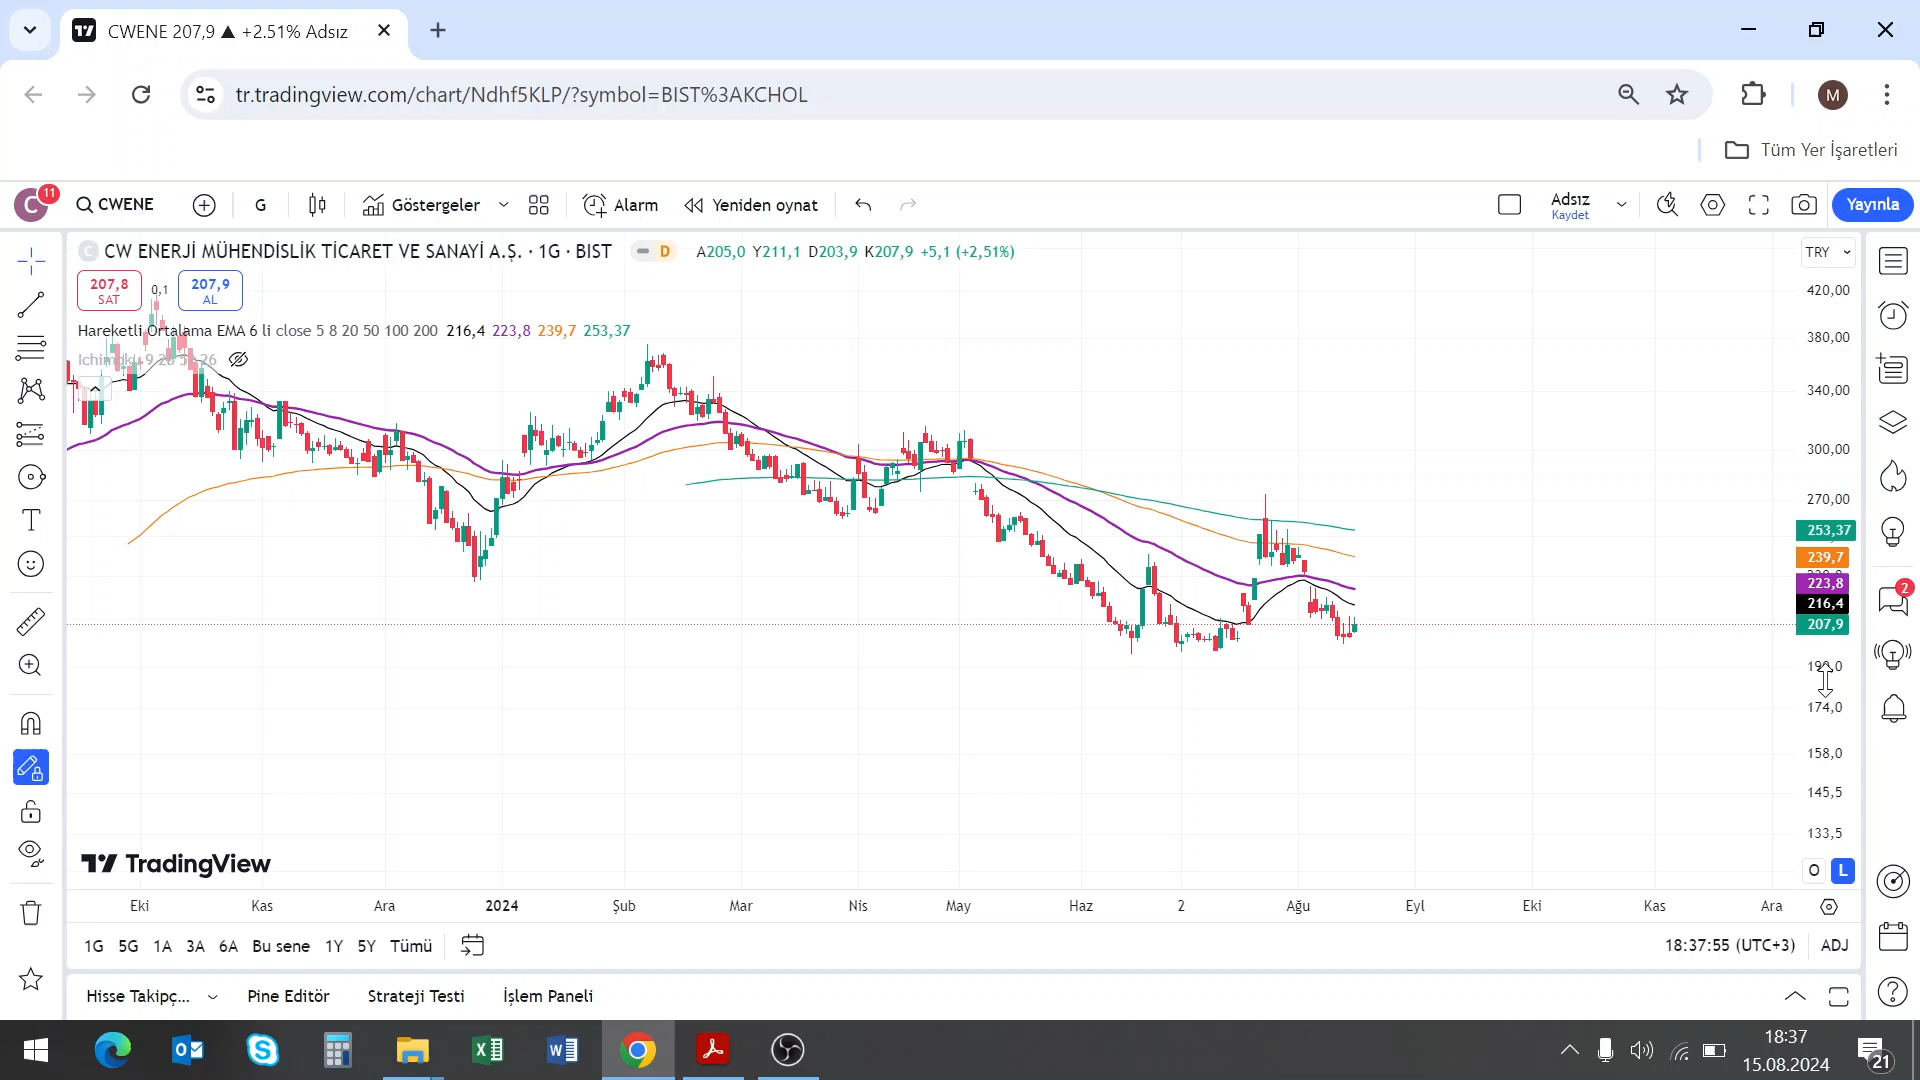 CWENE 207,9 ▲ +2.51% Adsız
tr.tradingview.com/chart/Ndhf5KLP/?symbol=BIST%3AKCHOL
M
Tüm Yer İşaretleri
C 11
CWENE
G
Göstergeler
Alarm
Yeniden oynat
Adsız
Kaydet
Yayınla
C CW ENERJİ MÜHENDİSLİK TİCARET VE SANAYİ A.Ş. · 1G · BIST
D
A205,0 Y211,1 D203,9 K207,9 +5,1 (+2,51%)
TRY
207,8
SAT
0,1
207,9
AL
Hareketli Ortalama EMA 6 li close 5 8 20 50 100 200 216,4 223,8 239,7 253,37
420,00
380,00
340,00
300,00
270,00
253,37
239,7
223,8
216,4
207,9
174,0
158,0
145,5
133,5
2
TradingView
O L
Eki Kas Ara 2024 Şub Mar Nis May Haz 2 Ağu Eyl Eki Kas Ara
1G 5G 1A 3A 6A Bu sene 1Y 5Y Tümü
18:37:55 (UTC+3) ADJ
Hisse Takipç... Pine Editör Strateji Testi İşlem Paneli
18:37
15.08.2024
21